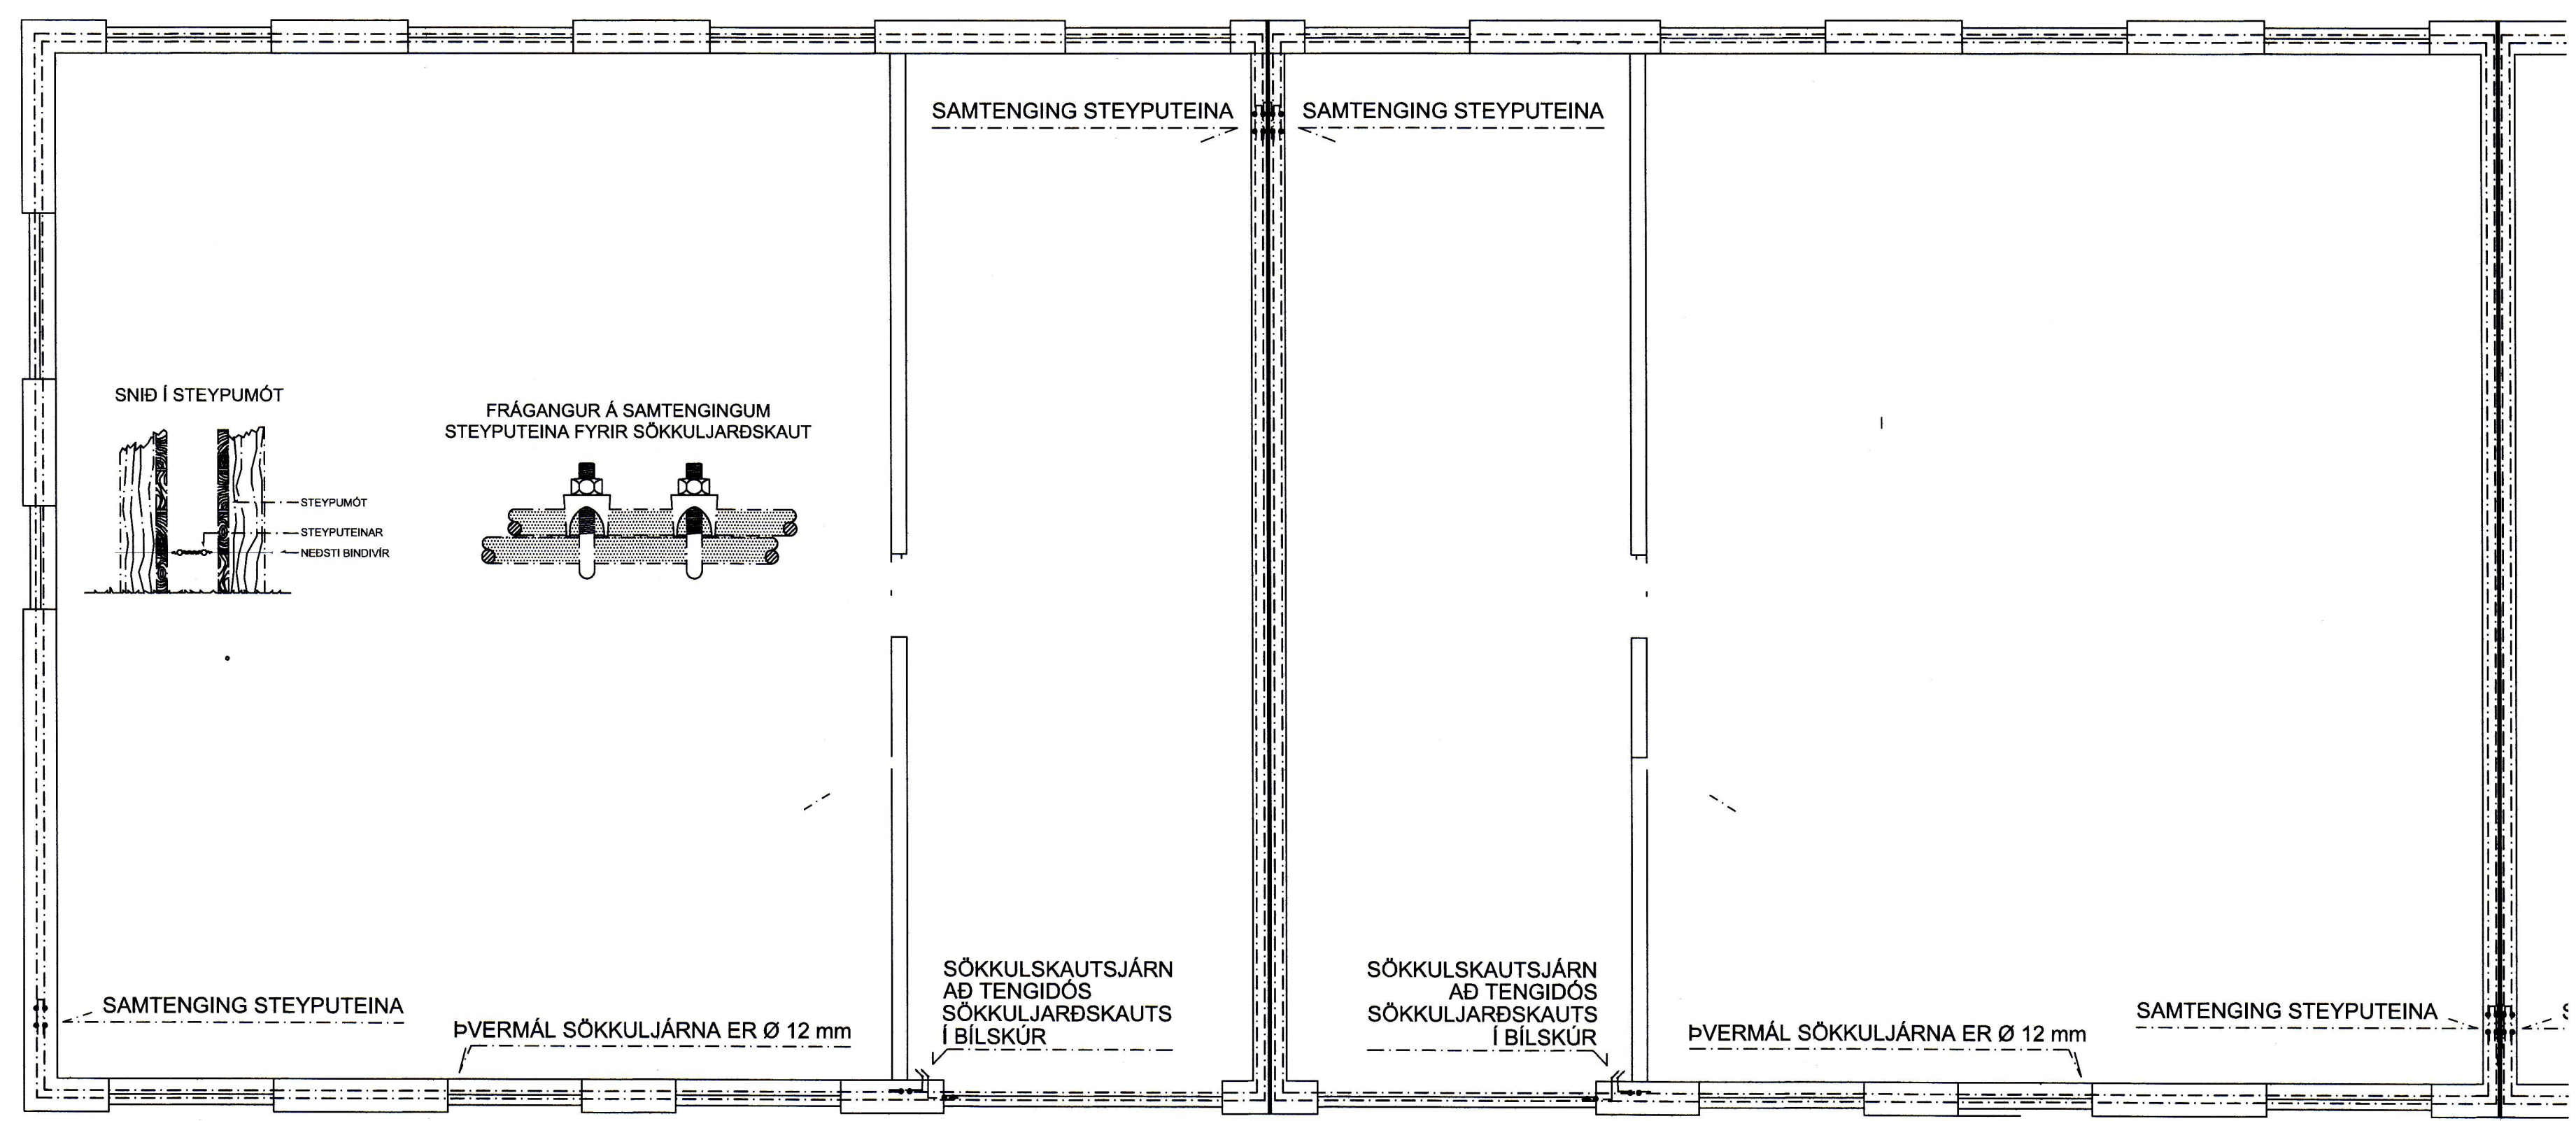 SAMTENGING STEYPUTEINA
SAMTENGING STEYPUTEINA
SNIÐ Í STEYPUMÓT
FRÁGANGUR Á SAMTENGINGUM
STEYPUTEINA FYRIR SÖKKULJARÐSKAUT
STEYPUMÓT
STEYPUTEINAR
NEÐSTI BINDIVÍR
SÖKKULSKAUTSJÁRN
AÐ TENGIDÓS
SÖKKULJARÐSKAUTS
Í BÍLSKÚR
SÖKKULSKAUTSJÁRN
AÐ TENGIDÓS
SÖKKULJARÐSKAUTS
Í BÍLSKÚR
SAMTENGING STEYPUTEINA
ÞVERMÁL SÖKKULJÁRNA ER Ø 12 mm
ÞVERMÁL SÖKKULJÁRNA ER Ø 12 mm
SAMTENGING STEYPUTEINA